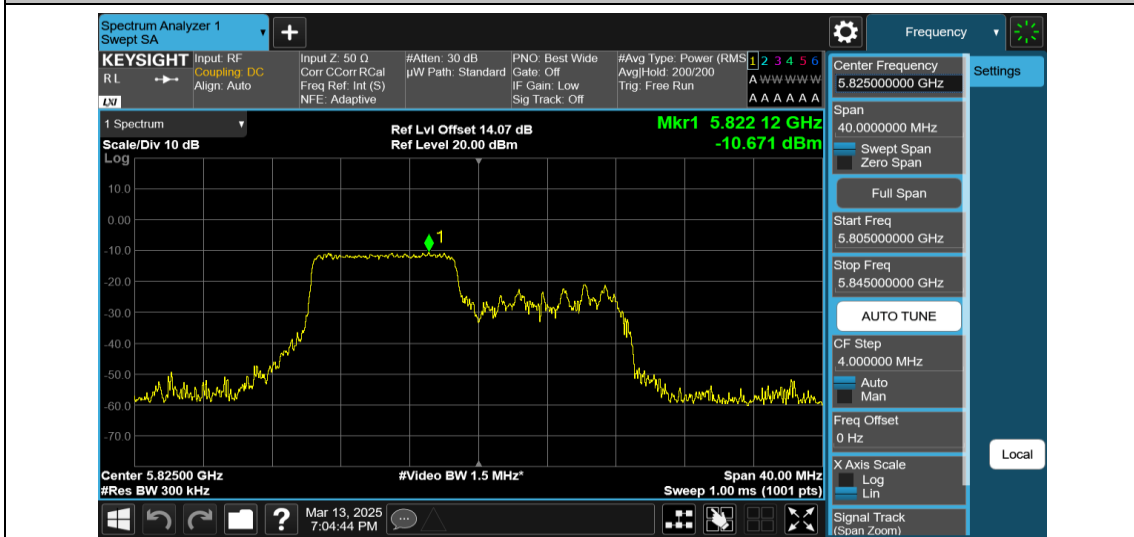 Spectrum Analyzer 1
Swept SA
Frequency
KEYSIGHT
R L
LXI
Input: RF
Coupling: DC
Align: Auto
Input Z: 50 Ω
Corr CCorr RCal
Freq Ref: Int (S)
NFE: Adaptive
#Atten: 30 dB
µW Path: Standard
PNO: Best Wide
Gate: Off
IF Gain: Low
Sig Track: Off
#Avg Type: Power (RMS
Avg|Hold: 200/200
Trig: Free Run
1 2 3 4 5 6
A W W W W W
A A A A A A
1 Spectrum
Scale/Div 10 dB
Ref Lvl Offset 14.07 dB
Ref Level 20.00 dBm
Mkr1 5.822 12 GHz
-10.671 dBm
Log
10.0
0.00
-10.0
-20.0
-30.0
-40.0
-50.0
-60.0
-70.0
1
Center 5.82500 GHz
#Res BW 300 kHz
#Video BW 1.5 MHz*
Span 40.00 MHz
Sweep 1.00 ms (1001 pts)
Mar 13, 2025
7:04:44 PM
Center Frequency
5.825000000 GHz
Span
40.0000000 MHz
Swept Span
Zero Span
Full Span
Start Freq
5.805000000 GHz
Stop Freq
5.845000000 GHz
AUTO TUNE
CF Step
4.000000 MHz
Auto
Man
Freq Offset
0 Hz
X Axis Scale
Log
Lin
Signal Track
(Span Zoom)
Settings
Local